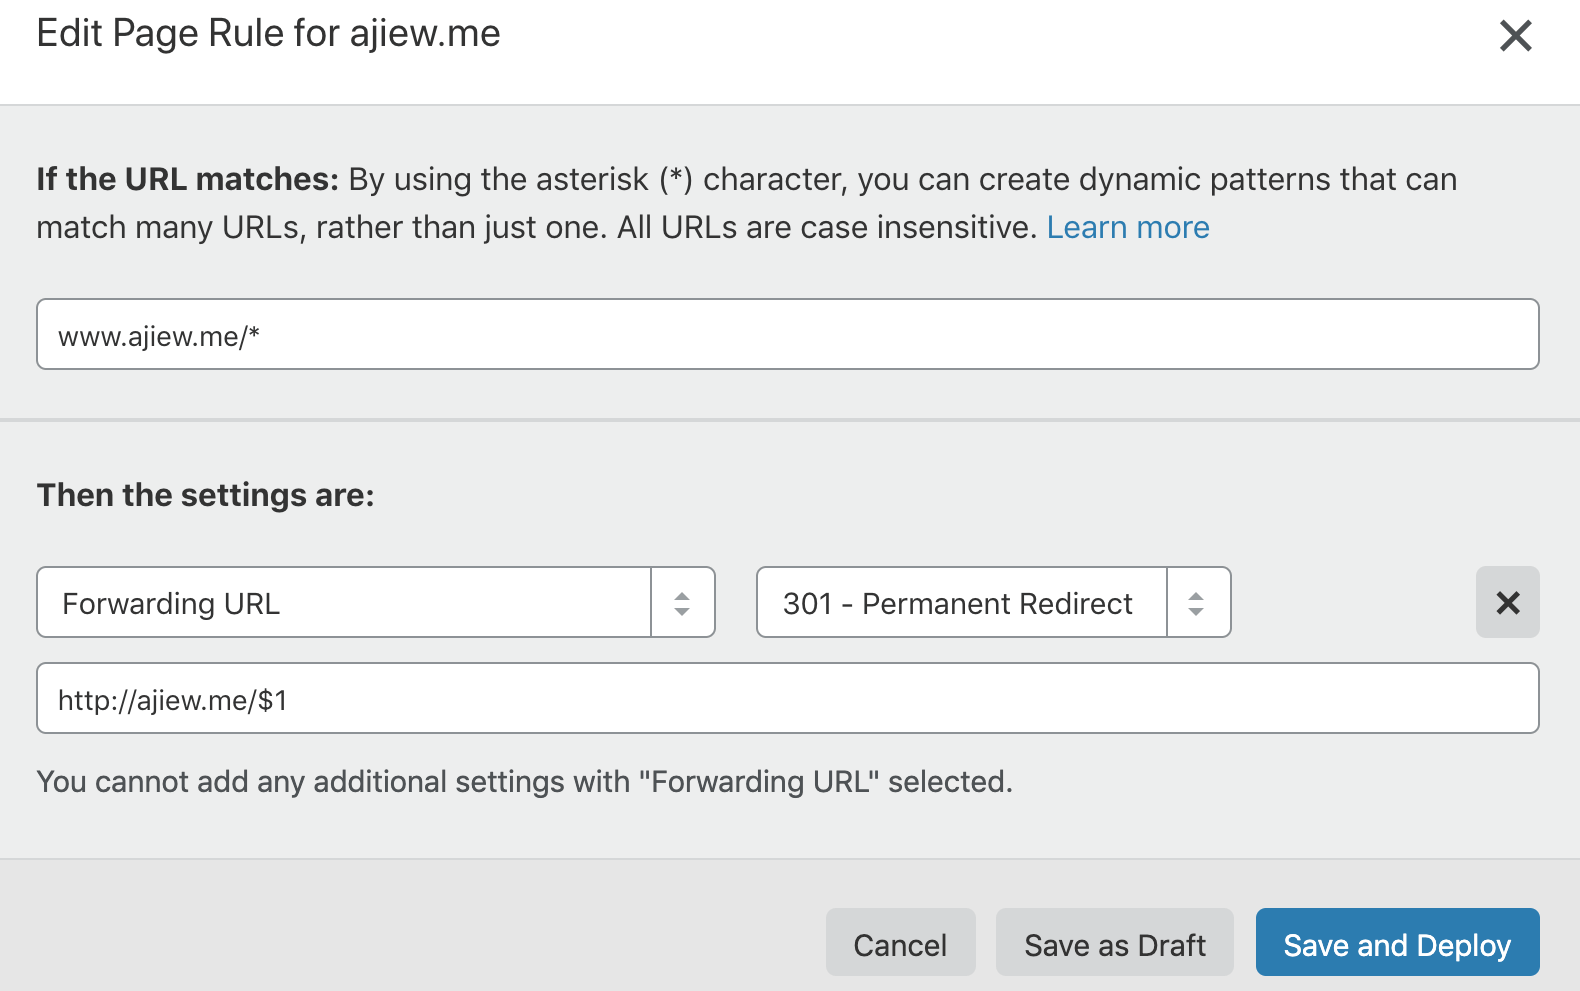 Edit Page Rule for ajiew.me
If the URL matches: By using the asterisk (*) character, you can create dynamic patterns that can
match many URLs, rather than just one. All URLs are case insensitive. Learn more
www.ajiew.me/*
Then the settings are:
Forwarding URL
301 - Permanent Redirect
http://ajiew.me/$1
You cannot add any additional settings with "Forwarding URL" selected.
Cancel
Save as Draft
Save and Deploy